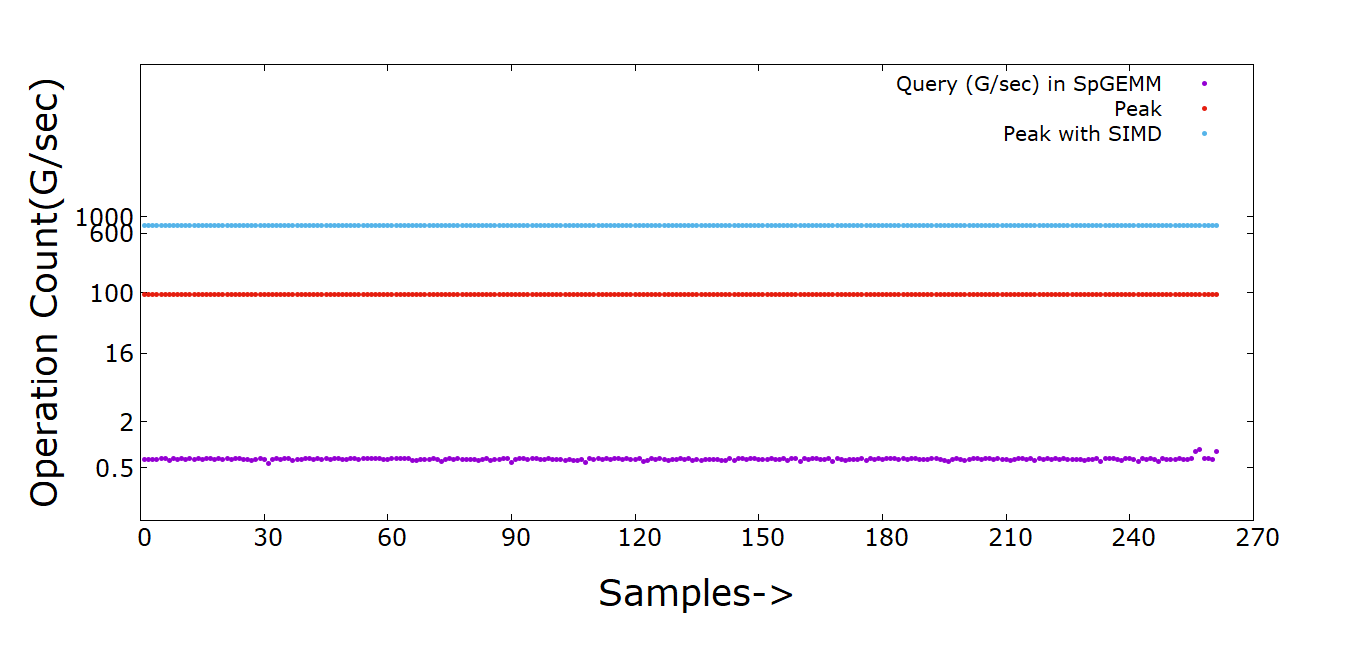 Operation Count(G/sec)
Query (G/sec) in SpGEMM
Peak
Peak with SIMD
1000
600
100
16
2
0.5
0 30 60 90 120 150 180 210 240 270
Samples->